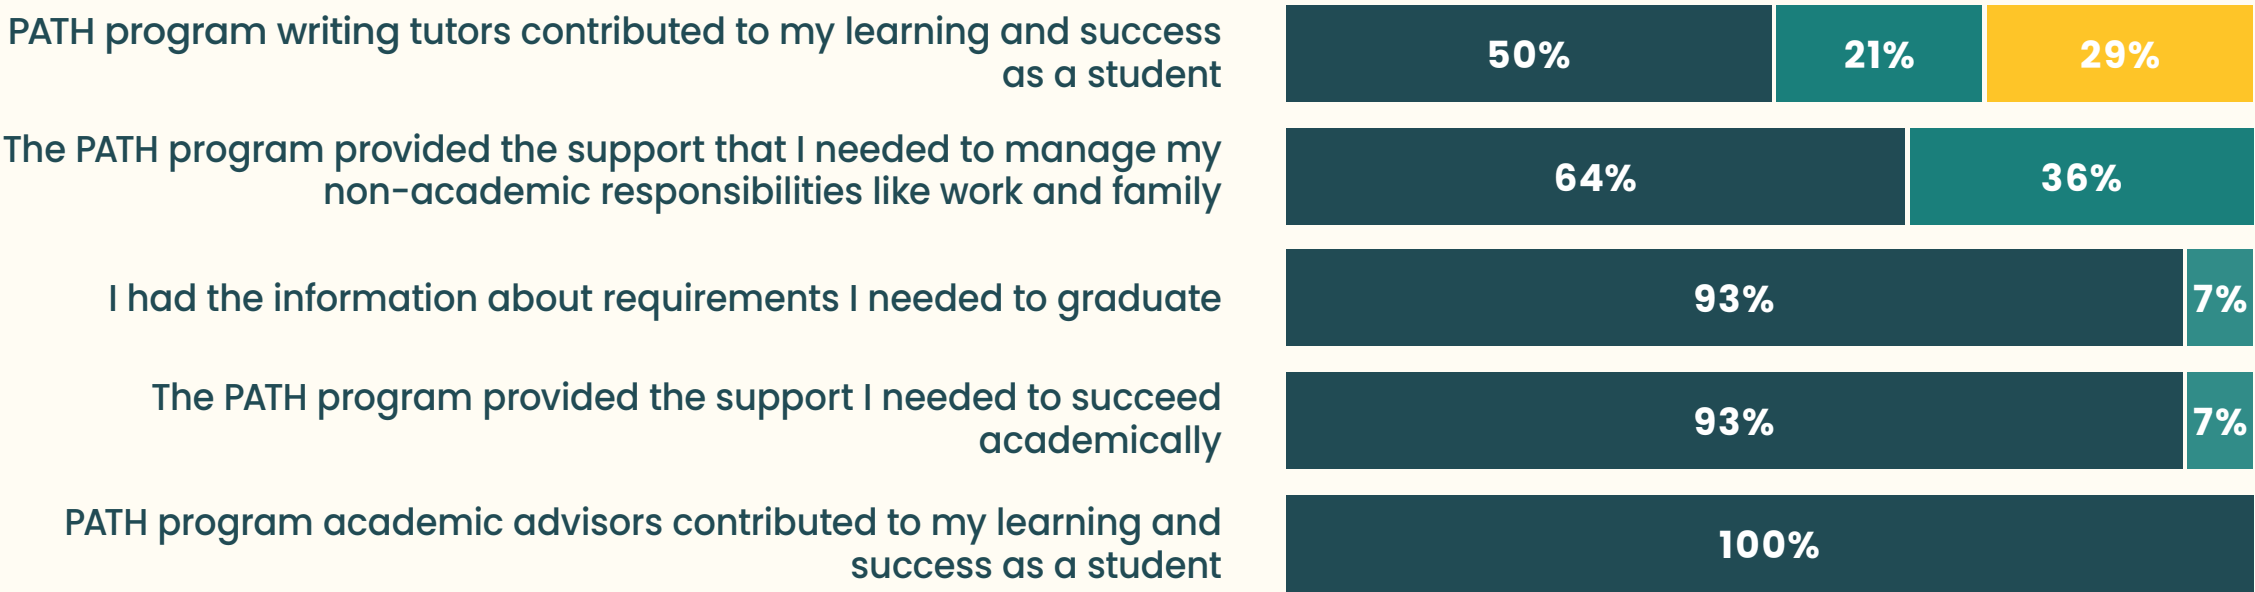 PATH program writing tutors contributed to my learning and success
as a student
50%
21%
29%
The PATH program provided the support that I needed to manage my
non-academic responsibilities like work and family
64%
36%
I had the information about requirements I needed to graduate
93%
7%
The PATH program provided the support I needed to succeed
academically
93%
7%
PATH program academic advisors contributed to my learning and
success as a student
100%